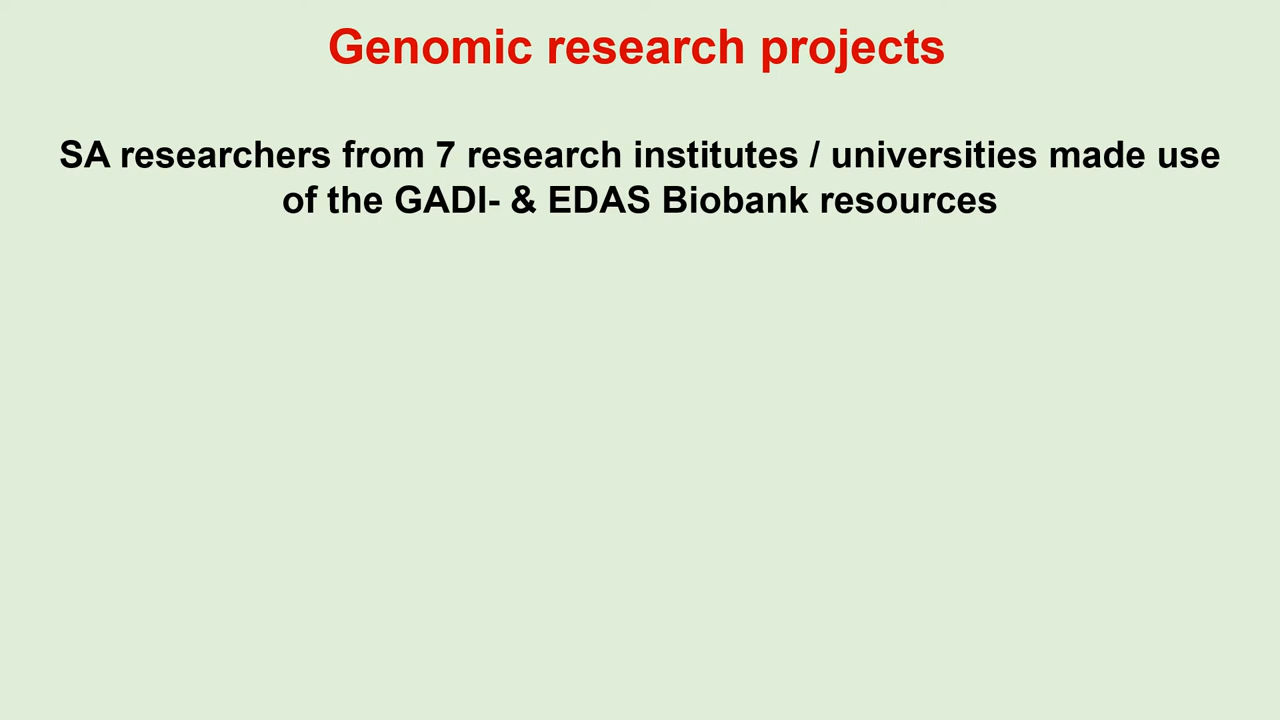 Genomic research projects
SA researchers from 7 research institutes / universities made use
of the GADI- & EDAS Biobank resources